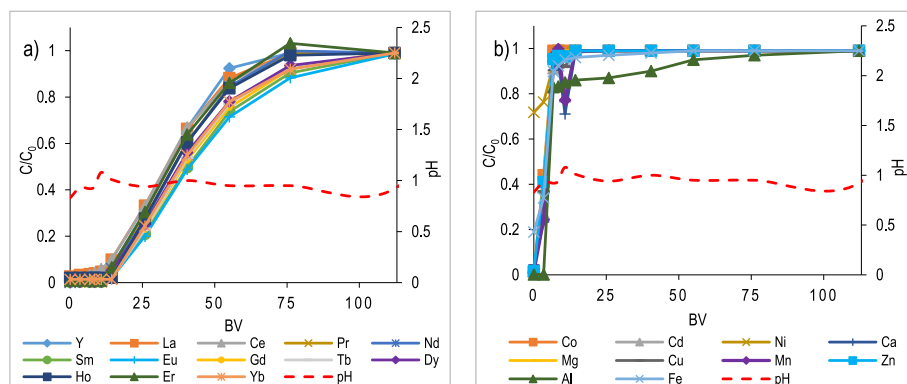 a)
2.5
1
2
0.8
1.5
0.6
C/C0
pH
1
0.4
0.5
0.2
0
0
0 25 50 75 100
BV
Y La Ce Pr Nd
Sm Eu Gd Tb Dy
Ho Er Yb pH
b)
2.5
1
2
0.8
1.5
0.6
C/C0
pH
1
0.4
0.5
0.2
0
0
0 25 50 75 100
BV
Co Cd Ni Ca
Mg Cu Mn Zn
Al Fe pH